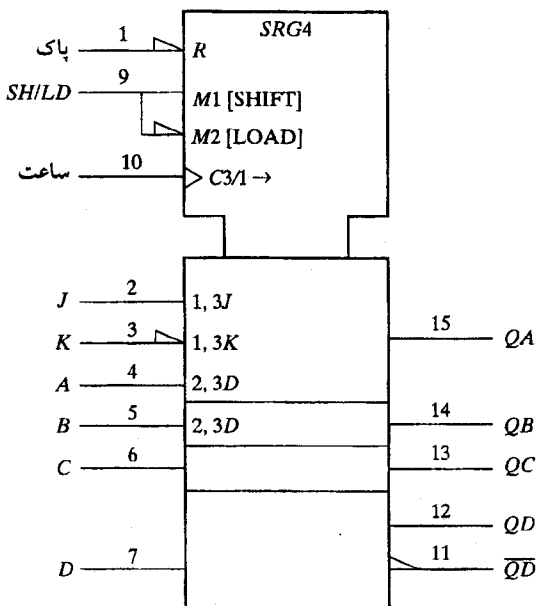 SRG4
پاک 1 R
SH/LD 9 M1 [SHIFT]
M2 [LOAD]
ساعت 10 C3/1 →
J 2 1, 3J
K 3 1, 3K
15 QA
A 4 2, 3D
B 5 2, 3D 14 QB
C 6 13 QC
12 QD
D 7 11 \overline{QD}